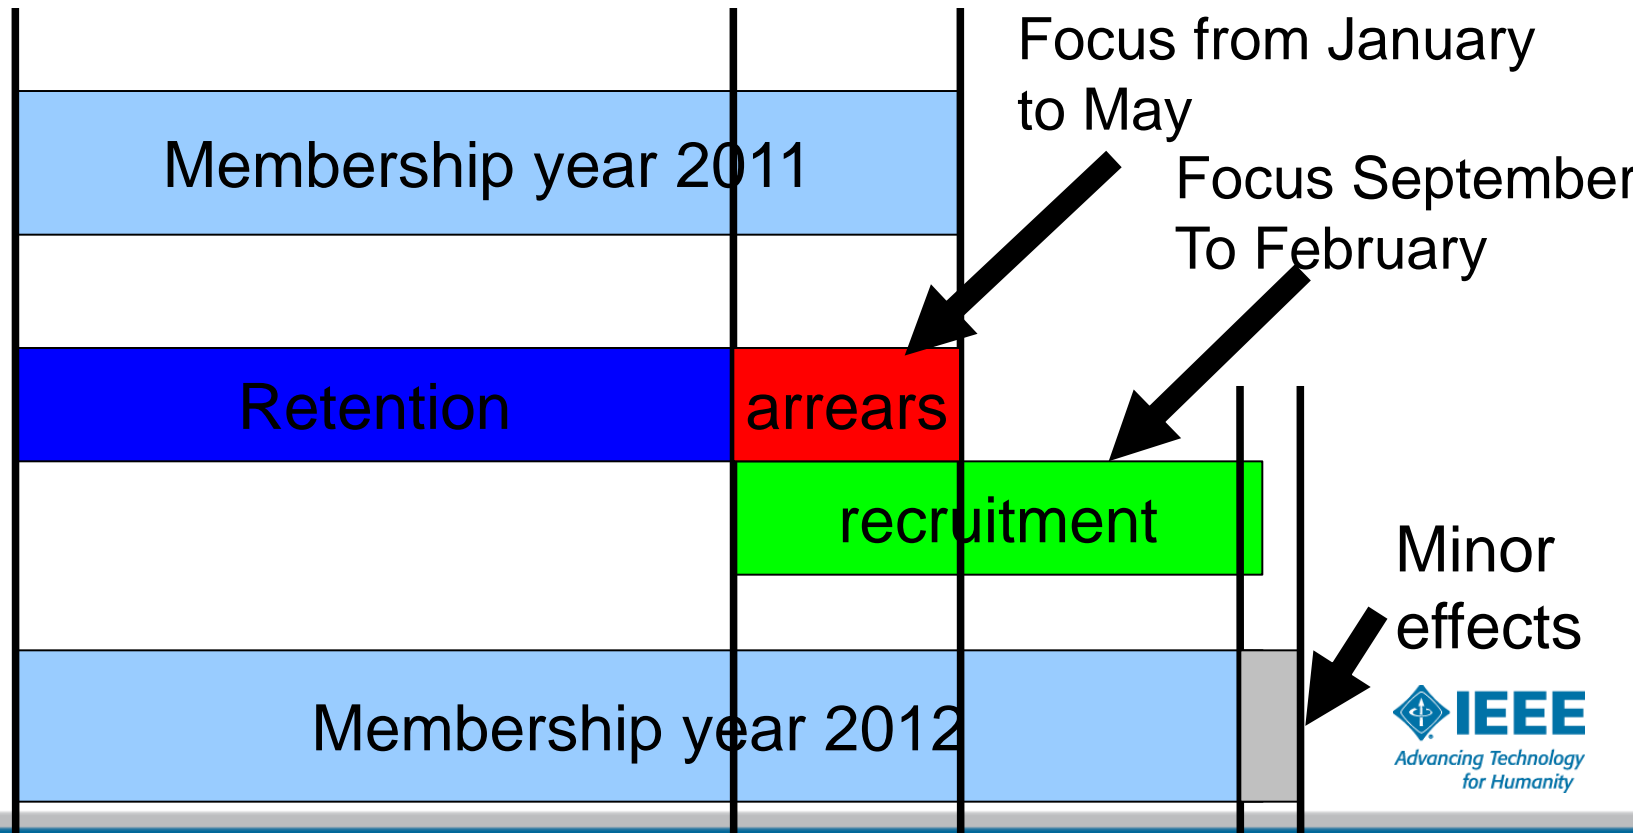 Focus from January
to May
Membership year 2011
Focus September
To February
Retention
arrears
recruitment
Minor
effects
Membership year 2012
IEEE
Advancing Technology
for Humanity